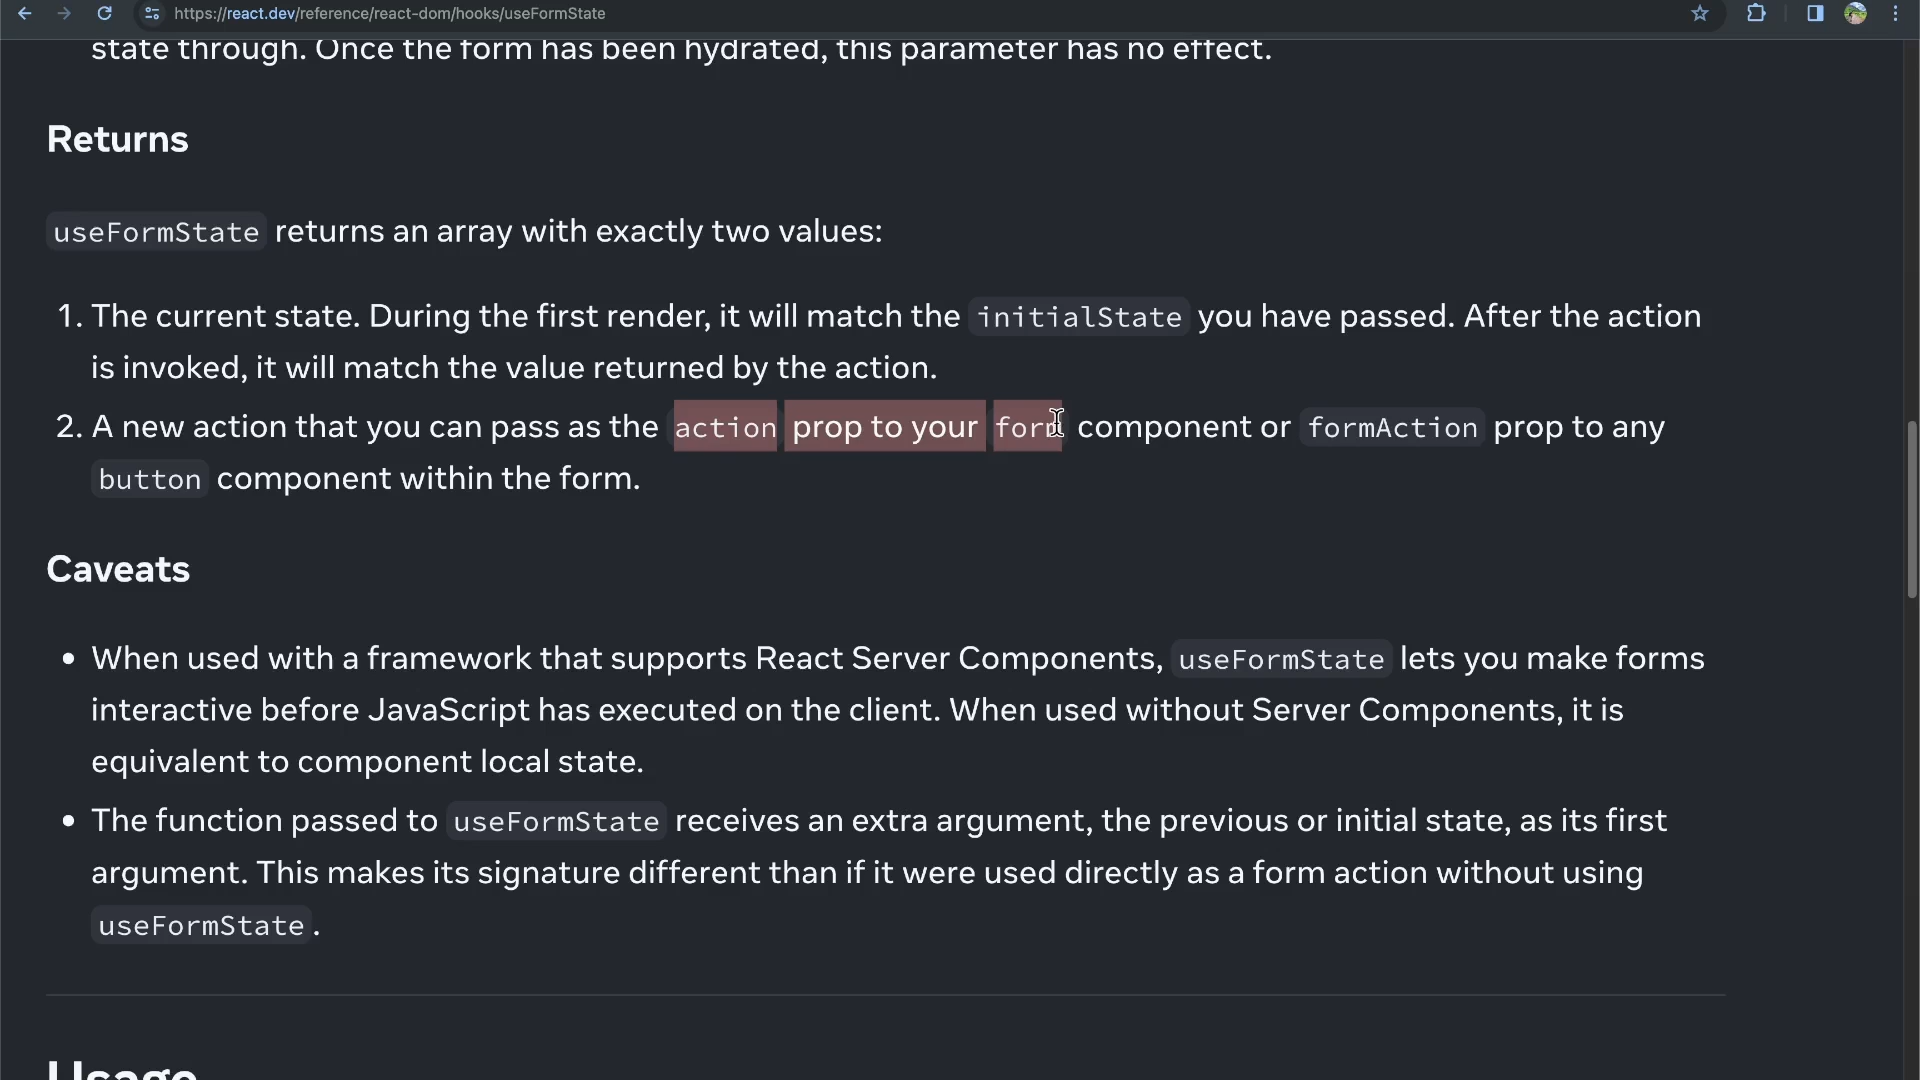 https://react.dev/reference/react-dom/hooks/useFormState
state through. Once the form has been hydrated, this parameter has no effect.
Returns
useFormState returns an array with exactly two values:
1. The current state. During the first render, it will match the initialState you have passed. After the action
is invoked, it will match the value returned by the action.
2. A new action that you can pass as the action prop to your form component or formAction prop to any
button component within the form.
Caveats
• When used with a framework that supports React Server Components, useFormState lets you make forms
interactive before JavaScript has executed on the client. When used without Server Components, it is
equivalent to component local state.
• The function passed to useFormState receives an extra argument, the previous or initial state, as its first
argument. This makes its signature different than if it were used directly as a form action without using
useFormState.
Usage